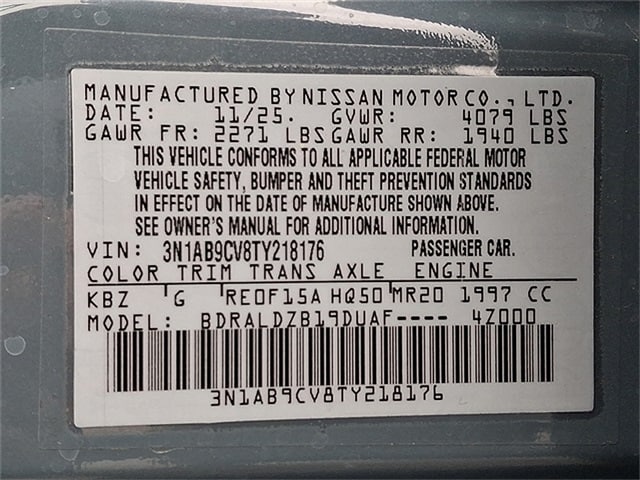 MANUFACTURED BY NISSAN MOTOR CO., LTD.
DATE: 11/25. GVWR: 4079 LBS
GAWR FR: 2271 LBS GAWR RR: 1940 LBS
THIS VEHICLE CONFORMS TO ALL APPLICABLE FEDERAL MOTOR
VEHICLE SAFETY, BUMPER AND THEFT PREVENTION STANDARDS
IN EFFECT ON THE DATE OF MANUFACTURE SHOWN ABOVE.
SEE OWNER'S MANUAL FOR ADDITIONAL INFORMATION.
VIN: 3N1AB9CV8TY218176 PASSENGER CAR.
COLOR TRIM TRANS AXLE ENGINE
KBZ G RE0F15A HQ50 MR20 1997 CC
MODEL: BDRALDZB19DUAF---- 4Z000
3N1AB9CV8TY218176